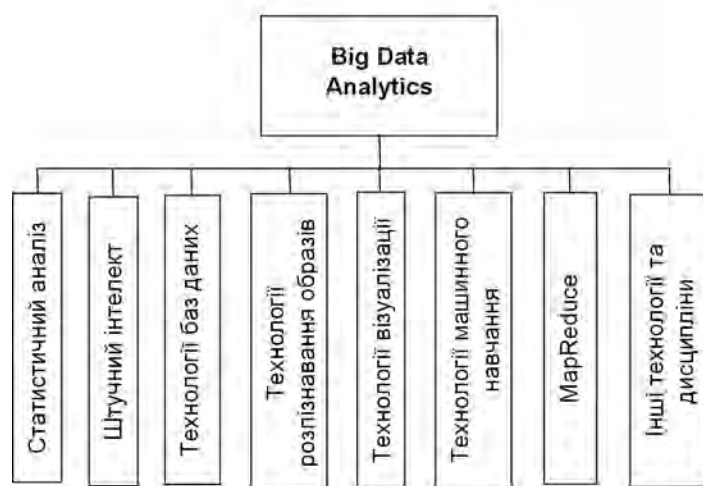 Big Data
Analytics
Статистичний аналіз
Штучний інтелект
Технології баз даних
Технології
розпізнавання образів
Технології візуалізації
Технології машинного
навчання
MapReduce
Інші технології та
дисципліни